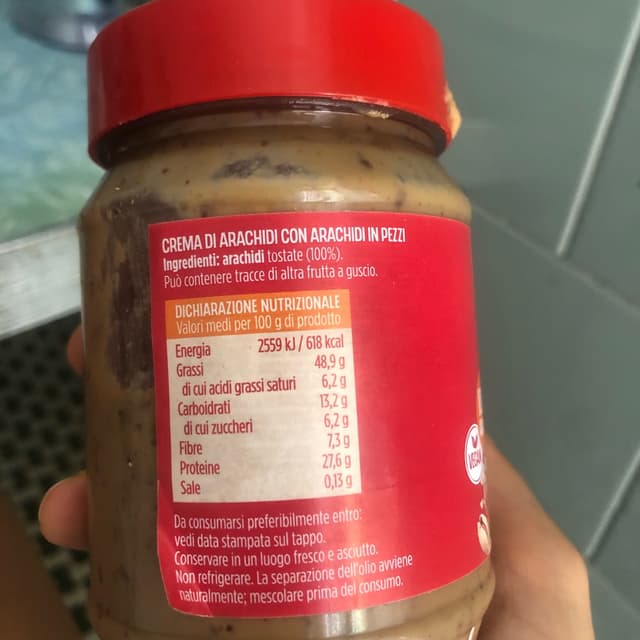 CREMA DI ARACHIDI CON ARACHIDI IN PEZZI
Ingredienti: arachidi tostate (100%).
Può contenere tracce di altra frutta a guscio.
DICHIARAZIONE NUTRIZIONALE
Valori medi per 100 g di prodotto
Energia 2559 kJ / 618 kcal
Grassi 48,9 g
di cui acidi grassi saturi 6,2 g
Carboidrati 13,2 g
di cui zuccheri 6,2 g
Fibre 7,3 g
Proteine 27,6 g
Sale 0,13 g
Da consumarsi preferibilmente entro:
vedi data stampata sul tappo.
Conservare in un luogo fresco e asciutto.
Non refrigerare. La separazione dell'olio avviene
naturalmente; mescolare prima del consumo.
VEGAN